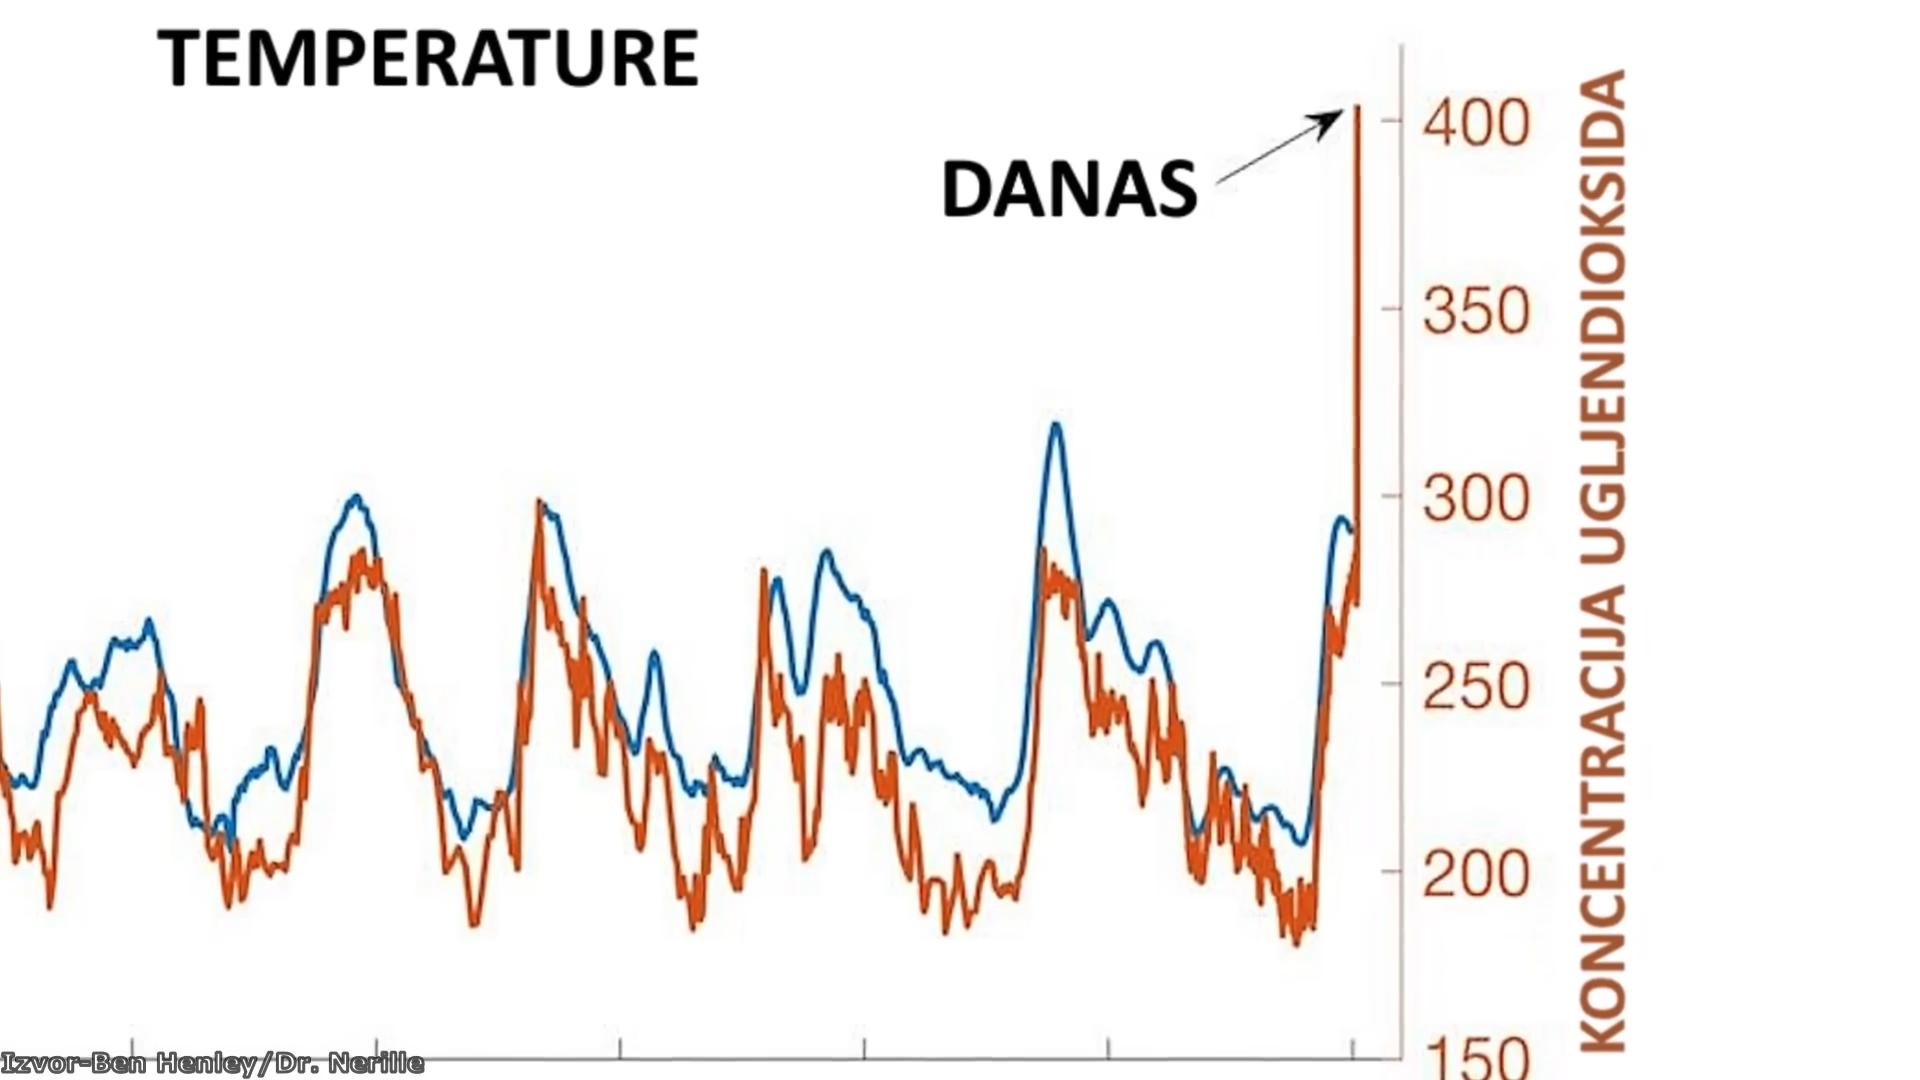 TEMPERATURE
DANAS
400
350
300
250
200
150
KONCENTRACIJA UGLJENDIOKSIDA
Izvor-Ben Henley/Dr. Nerille